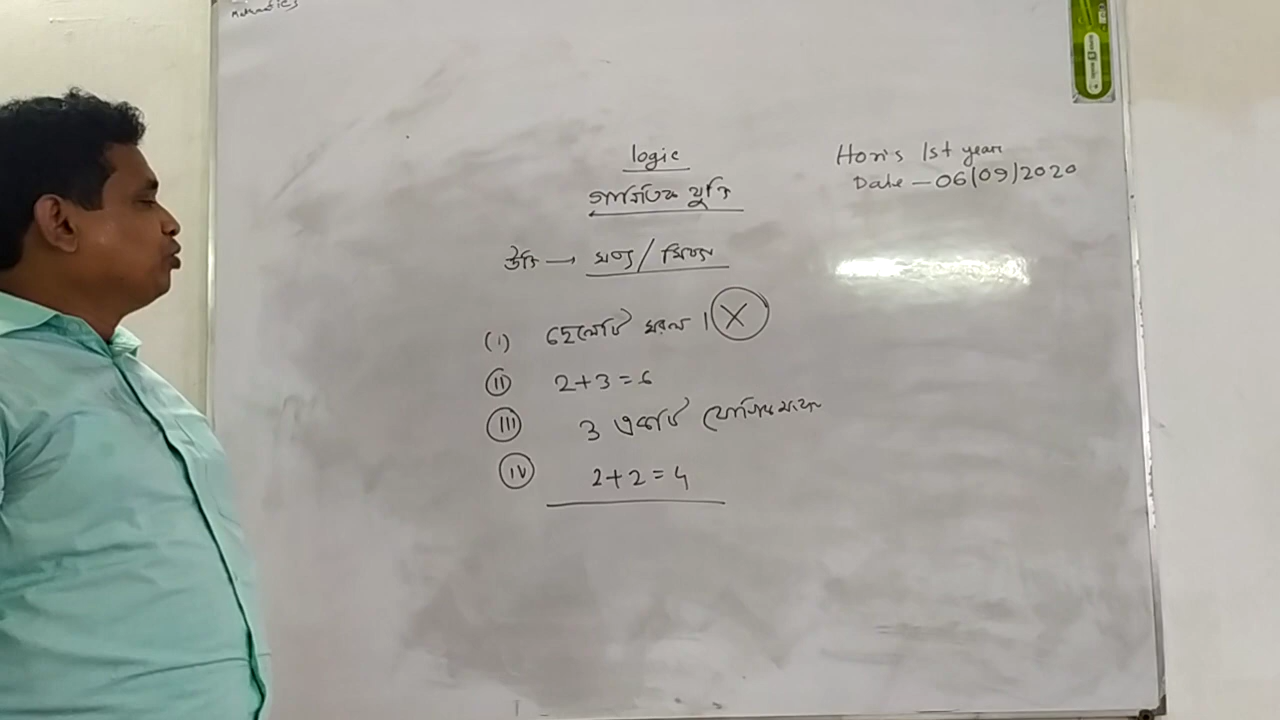 Mathematics
logic
গাণিতিক যুক্তি
Hon's 1st year
Date - 06/09/2020
উক্তি → সত্য / মিথ্যা
(i) ছেলেটি সরল। X
(ii) 2+3=6
(iii) 3 একটি মৌলিক সংখ্যা
(iv) 2+2=4